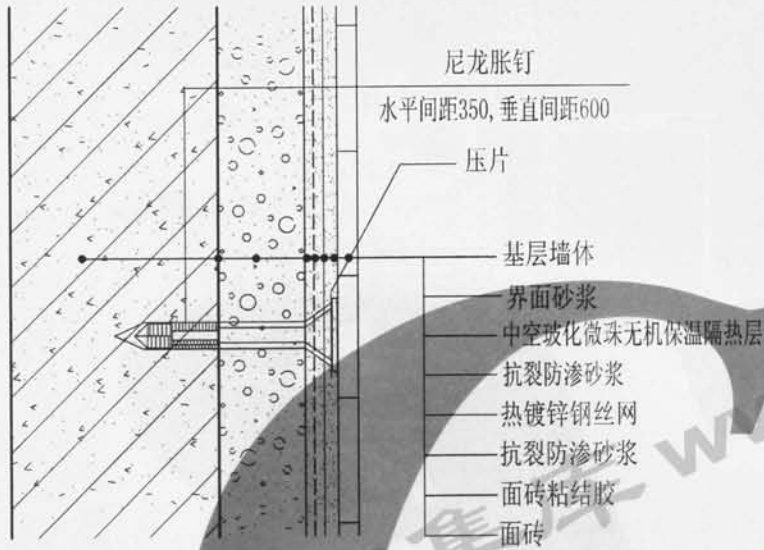 尼龙胀钉
水平间距350,垂直间距600
压片
基层墙体
界面砂浆
中空玻化微珠无机保温隔热层
抗裂防渗砂浆
热镀锌钢丝网
抗裂防渗砂浆
面砖粘结胶
面砖
库 w